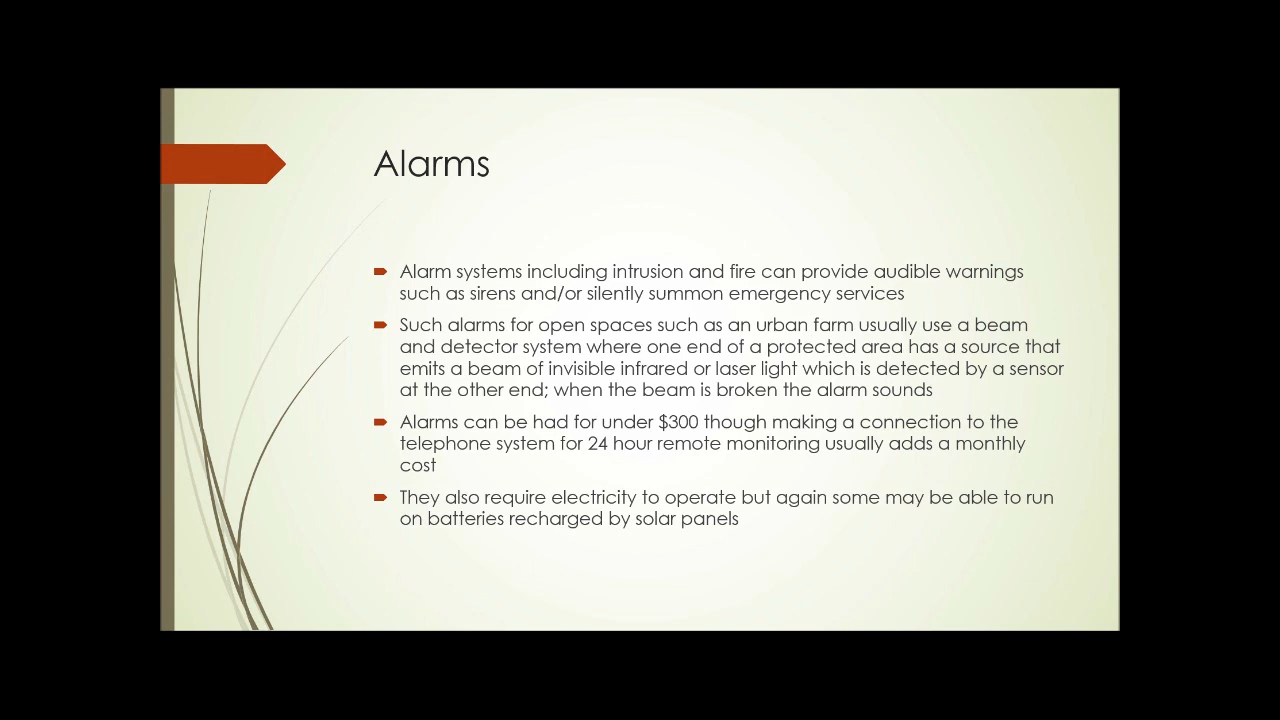 Alarms
Alarm systems including intrusion and fire can provide audible warnings
such as sirens and/or silently summon emergency services
Such alarms for open spaces such as an urban farm usually use a beam
and detector system where one end of a protected area has a source that
emits a beam of invisible infrared or laser light which is detected by a sensor
at the other end; when the beam is broken the alarm sounds
Alarms can be had for under $300 though making a connection to the
telephone system for 24 hour remote monitoring usually adds a monthly
cost
They also require electricity to operate but again some may be able to run
on batteries recharged by solar panels